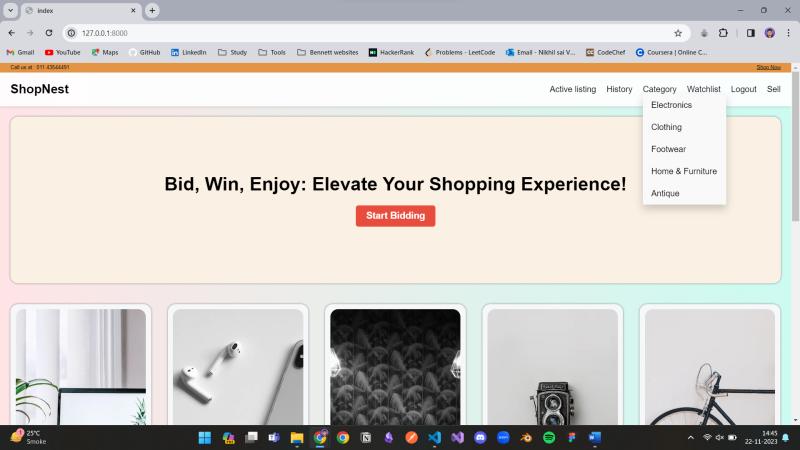 index
127.0.0.1:8000
Gmail YouTube Maps GitHub LinkedIn Study Tools Bennett websites HackerRank Problems - LeetCode Email - Nikhil sai V... CodeChef Coursera | Online C...
Call us at : 011-43544491 Shop Now
ShopNest Active listing History Category Watchlist Logout Sell
Electronics
Clothing
Footwear
Home & Furniture
Antique
Bid, Win, Enjoy: Elevate Your Shopping Experience!
Start Bidding
25°C
Smoke
14:45
22-11-2023